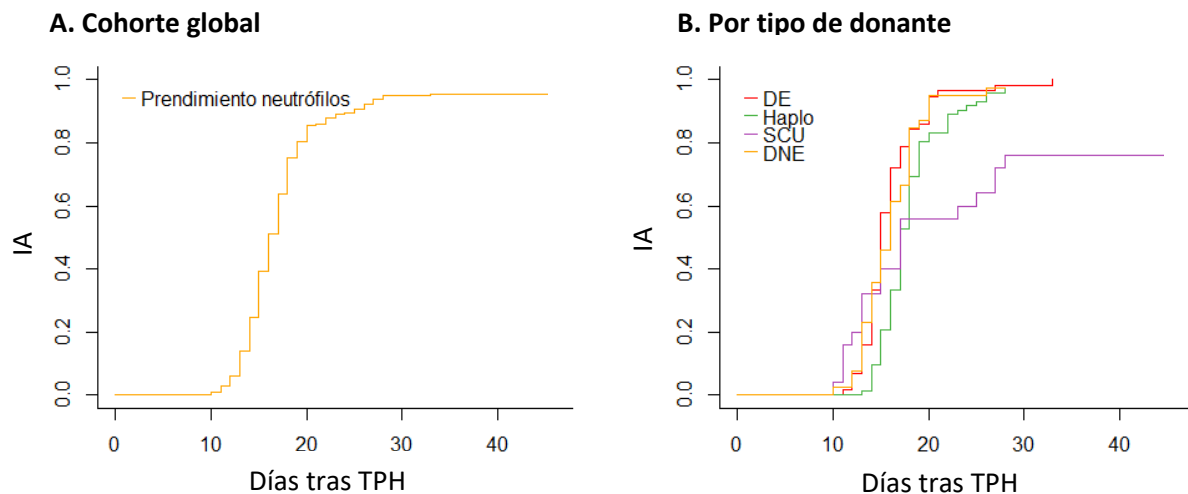 A. Cohorte global
B. Por tipo de donante
Prendimiento neutrófilos
IA
0.0 0.2 0.4 0.6 0.8 1.0
0 10 20 30 40
Días tras TPH
DE
Haplo
SCU
DNE
IA
0.0 0.2 0.4 0.6 0.8 1.0
0 10 20 30 40
Días tras TPH